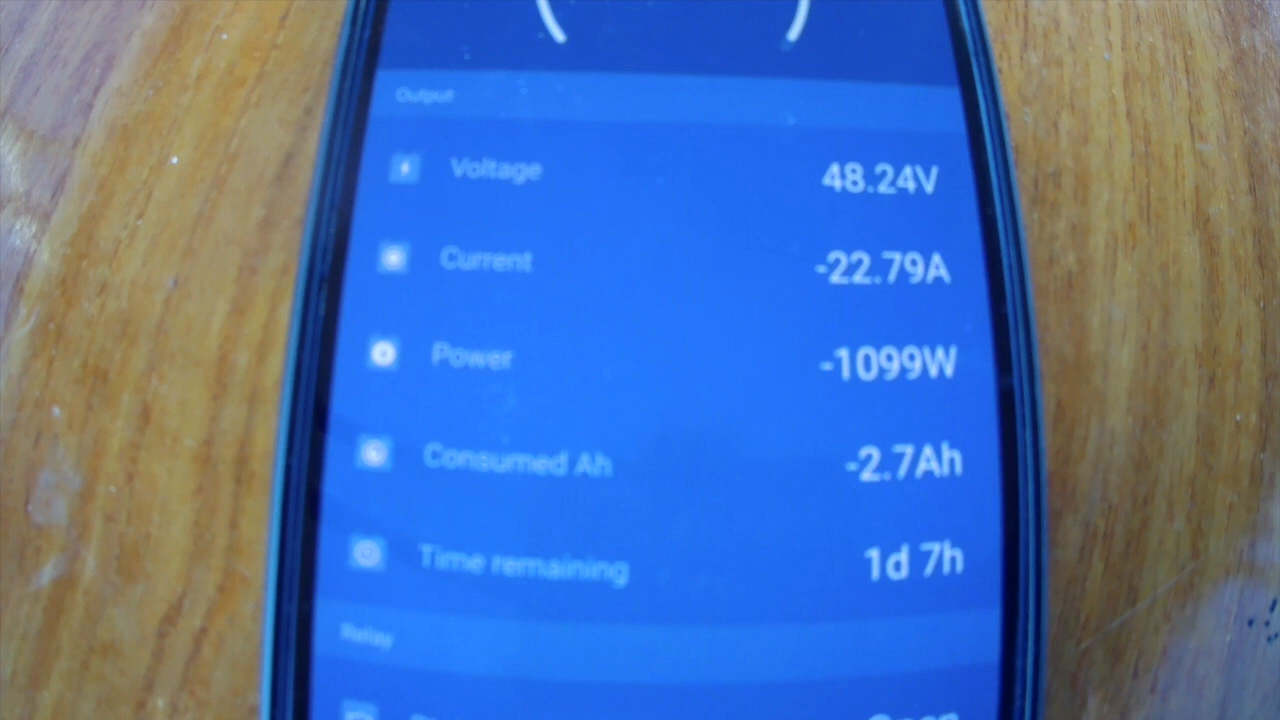 Output
Voltage 48.24V
Current -22.79A
Power -1099W
Consumed Ah -2.7Ah
Time remaining 1d 7h
Relay